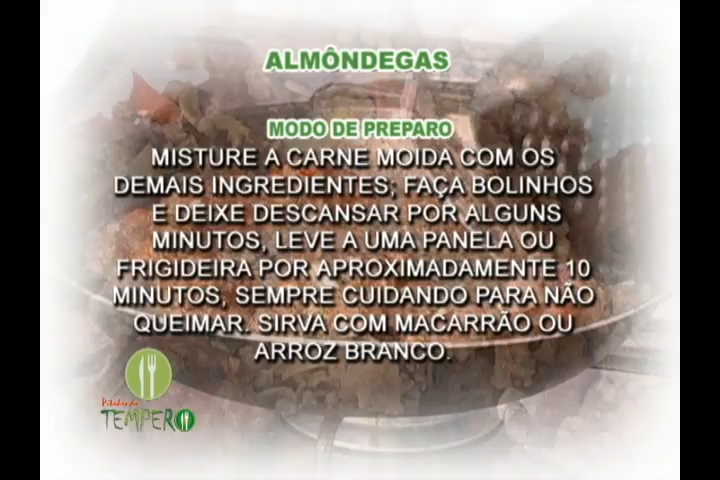 ALMÔNDEGAS
MODO DE PREPARO
MISTURE A CARNE MOIDA COM OS
DEMAIS INGREDIENTES; FAÇA BOLINHOS
E DEIXE DESCANSAR POR ALGUNS
MINUTOS, LEVE A UMA PANELA OU
FRIGIDEIRA POR APROXIMADAMENTE 10
MINUTOS, SEMPRE CUIDANDO PARA NÃO
QUEIMAR. SIRVA COM MACARRÃO OU
ARROZ BRANCO.
TEMPERO